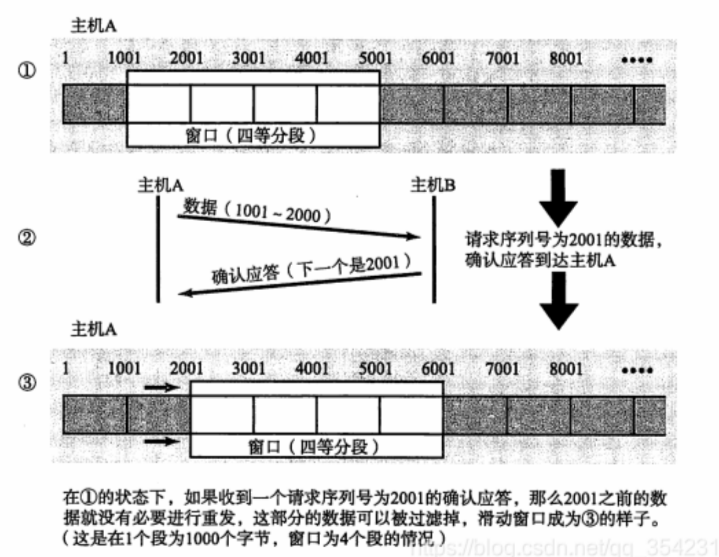 主机A
1 1001 2001 3001 4001 5001 6001 7001 8001 ••••
①
窗口（四等分段）
主机A 主机B
数据（1001～2000）
②
请求序列号为2001的数据，
确认应答到达主机A
确认应答（下一个是2001）
主机A
1 1001 2001 3001 4001 5001 6001 7001 8001 ••••
③
窗口（四等分段）
在①的状态下，如果收到一个请求序列号为2001的确认应答，那么2001之前的数
据就没有必要进行重发，这部分的数据可以被过滤掉，滑动窗口成为③的样子。
（这是在1个段为1000个字节，窗口为4个段的情况）
https://blog.csdn.net/qq_354231